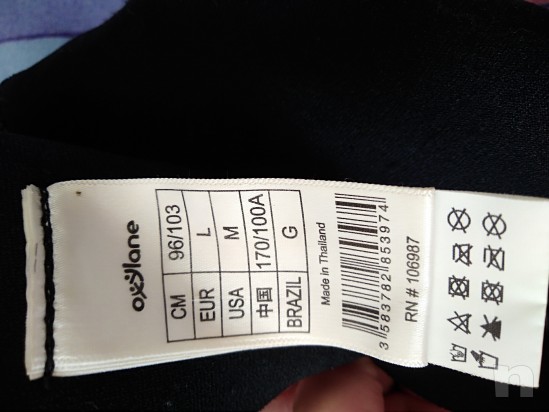 oxylane
CM 96/103
EUR L
USA M
中国 170/100A
BRAZIL G
Made in Thailand
3583782853974
RN # 106987
n